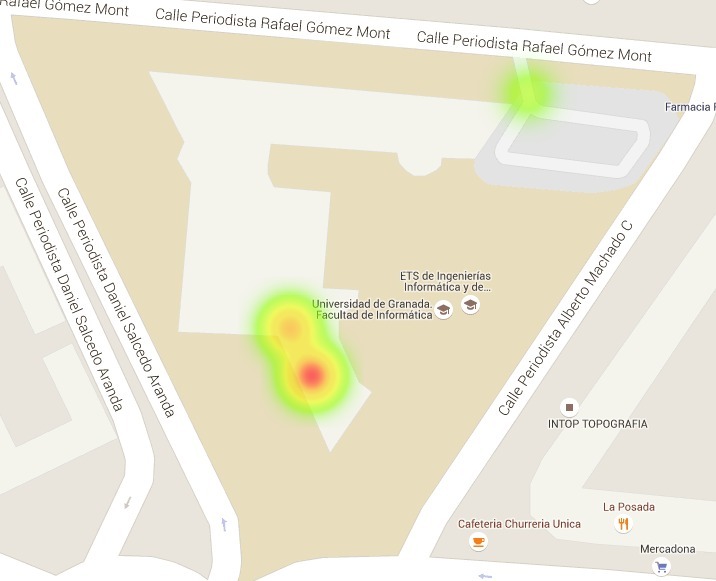 Rafael Gómez Mont
Calle Periodista Rafael Gómez Mont
Calle Periodista Rafael Gómez Mont
Farmacia
Calle Periodista Daniel Salcedo Aranda
Calle Periodista Daniel Salcedo Aranda
Calle Periodista Alberto Machado C
ETS de Ingenierías
Informática y de...
Universidad de Granada.
Facultad de Informática
INTOP TOPOGRAFIA
La Posada
Cafeteria Churreria Unica
Mercadona